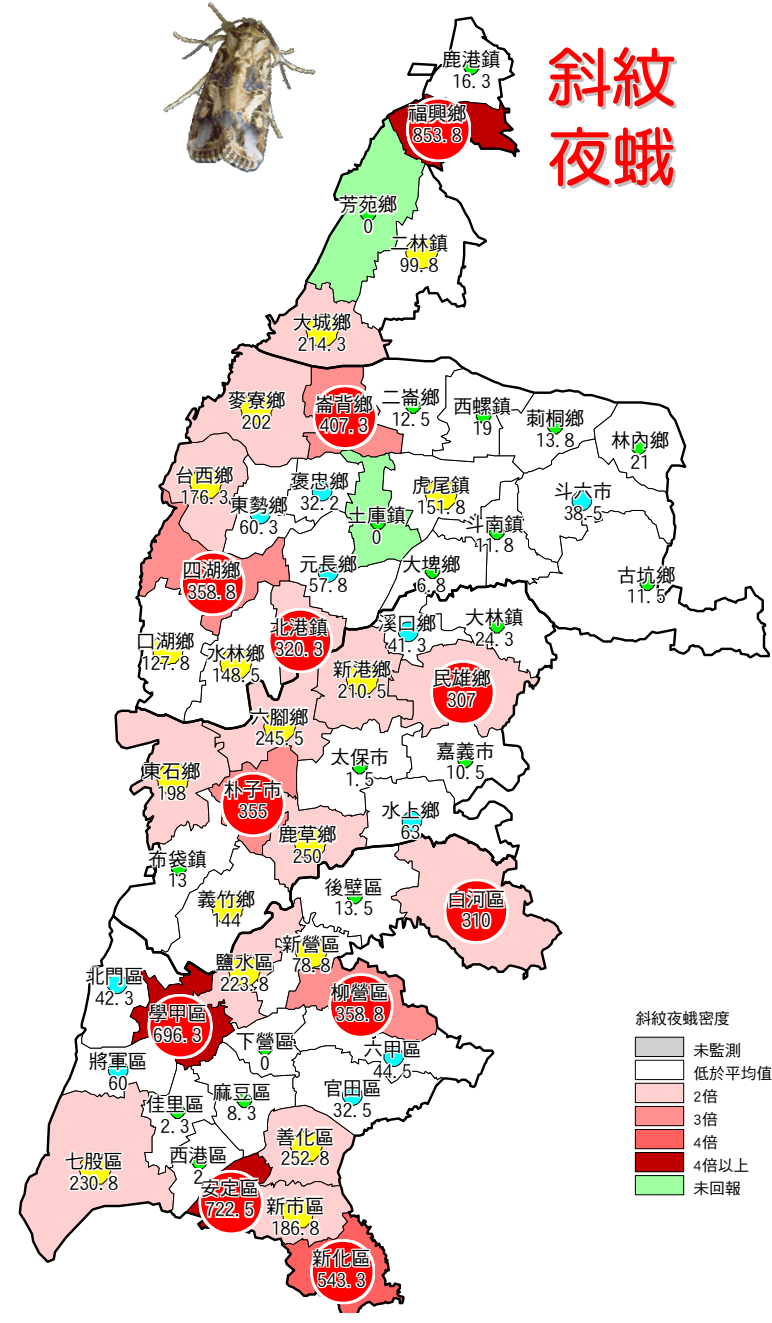 斜紋
夜蛾
鹿港鎮
16.3
福興鄉
853.8
芳苑鄉
0
二林鎮
99.8
大城鄉
214.3
麥寮鄉
202
崙背鄉
407.3
二崙鄉
12.5
西螺鎮
19
莿桐鄉
13.8
林內鄉
21
台西鄉
176.3
東勢鄉
60.3
褒忠鄉
32.2
土庫鎮
0
虎尾鎮
151.8
斗南鎮
11.8
斗六市
38.5
四湖鄉
358.8
元長鄉
57.8
大埤鄉
6.8
古坑鄉
11.5
口湖鄉
127.8
水林鄉
148.5
北港鎮
320.3
溪口鄉
41.3
大林鎮
24.3
新港鄉
210.5
民雄鄉
307
六腳鄉
245.5
東石鄉
198
朴子市
355
太保市
1.5
嘉義市
10.5
水上鄉
63
鹿草鄉
250
布袋鎮
13
義竹鄉
144
後壁區
13.5
白河區
310
北門區
42.3
學甲區
696.3
鹽水區
223.8
新營區
78.8
柳營區
358.8
下營區
0
六甲區
44.5
將軍區
60
佳里區
2.3
麻豆區
8.3
官田區
32.5
七股區
230.8
西港區
2
善化區
252.8
安定區
722.5
新市區
186.8
新化區
543.3
斜紋夜蛾密度
未監測
低於平均值
2倍
3倍
4倍
4倍以上
未回報